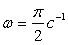 ω = π/2 c⁻¹